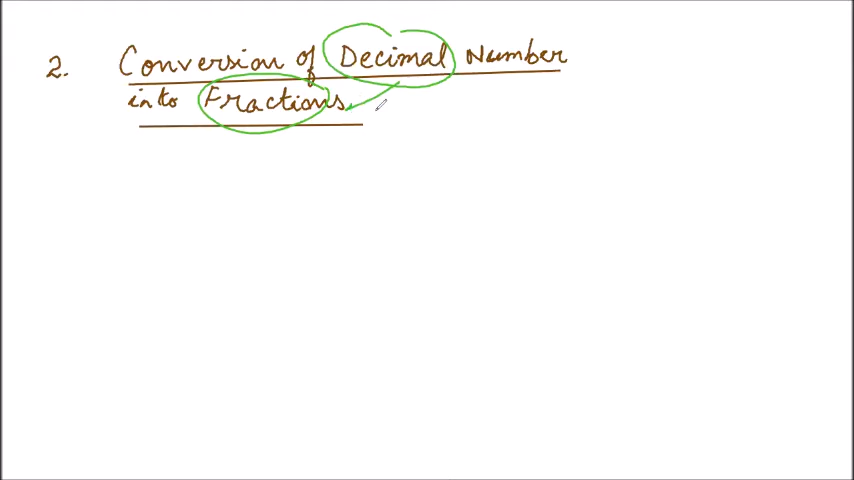 2. Conversion of Decimal Number
into Fractions